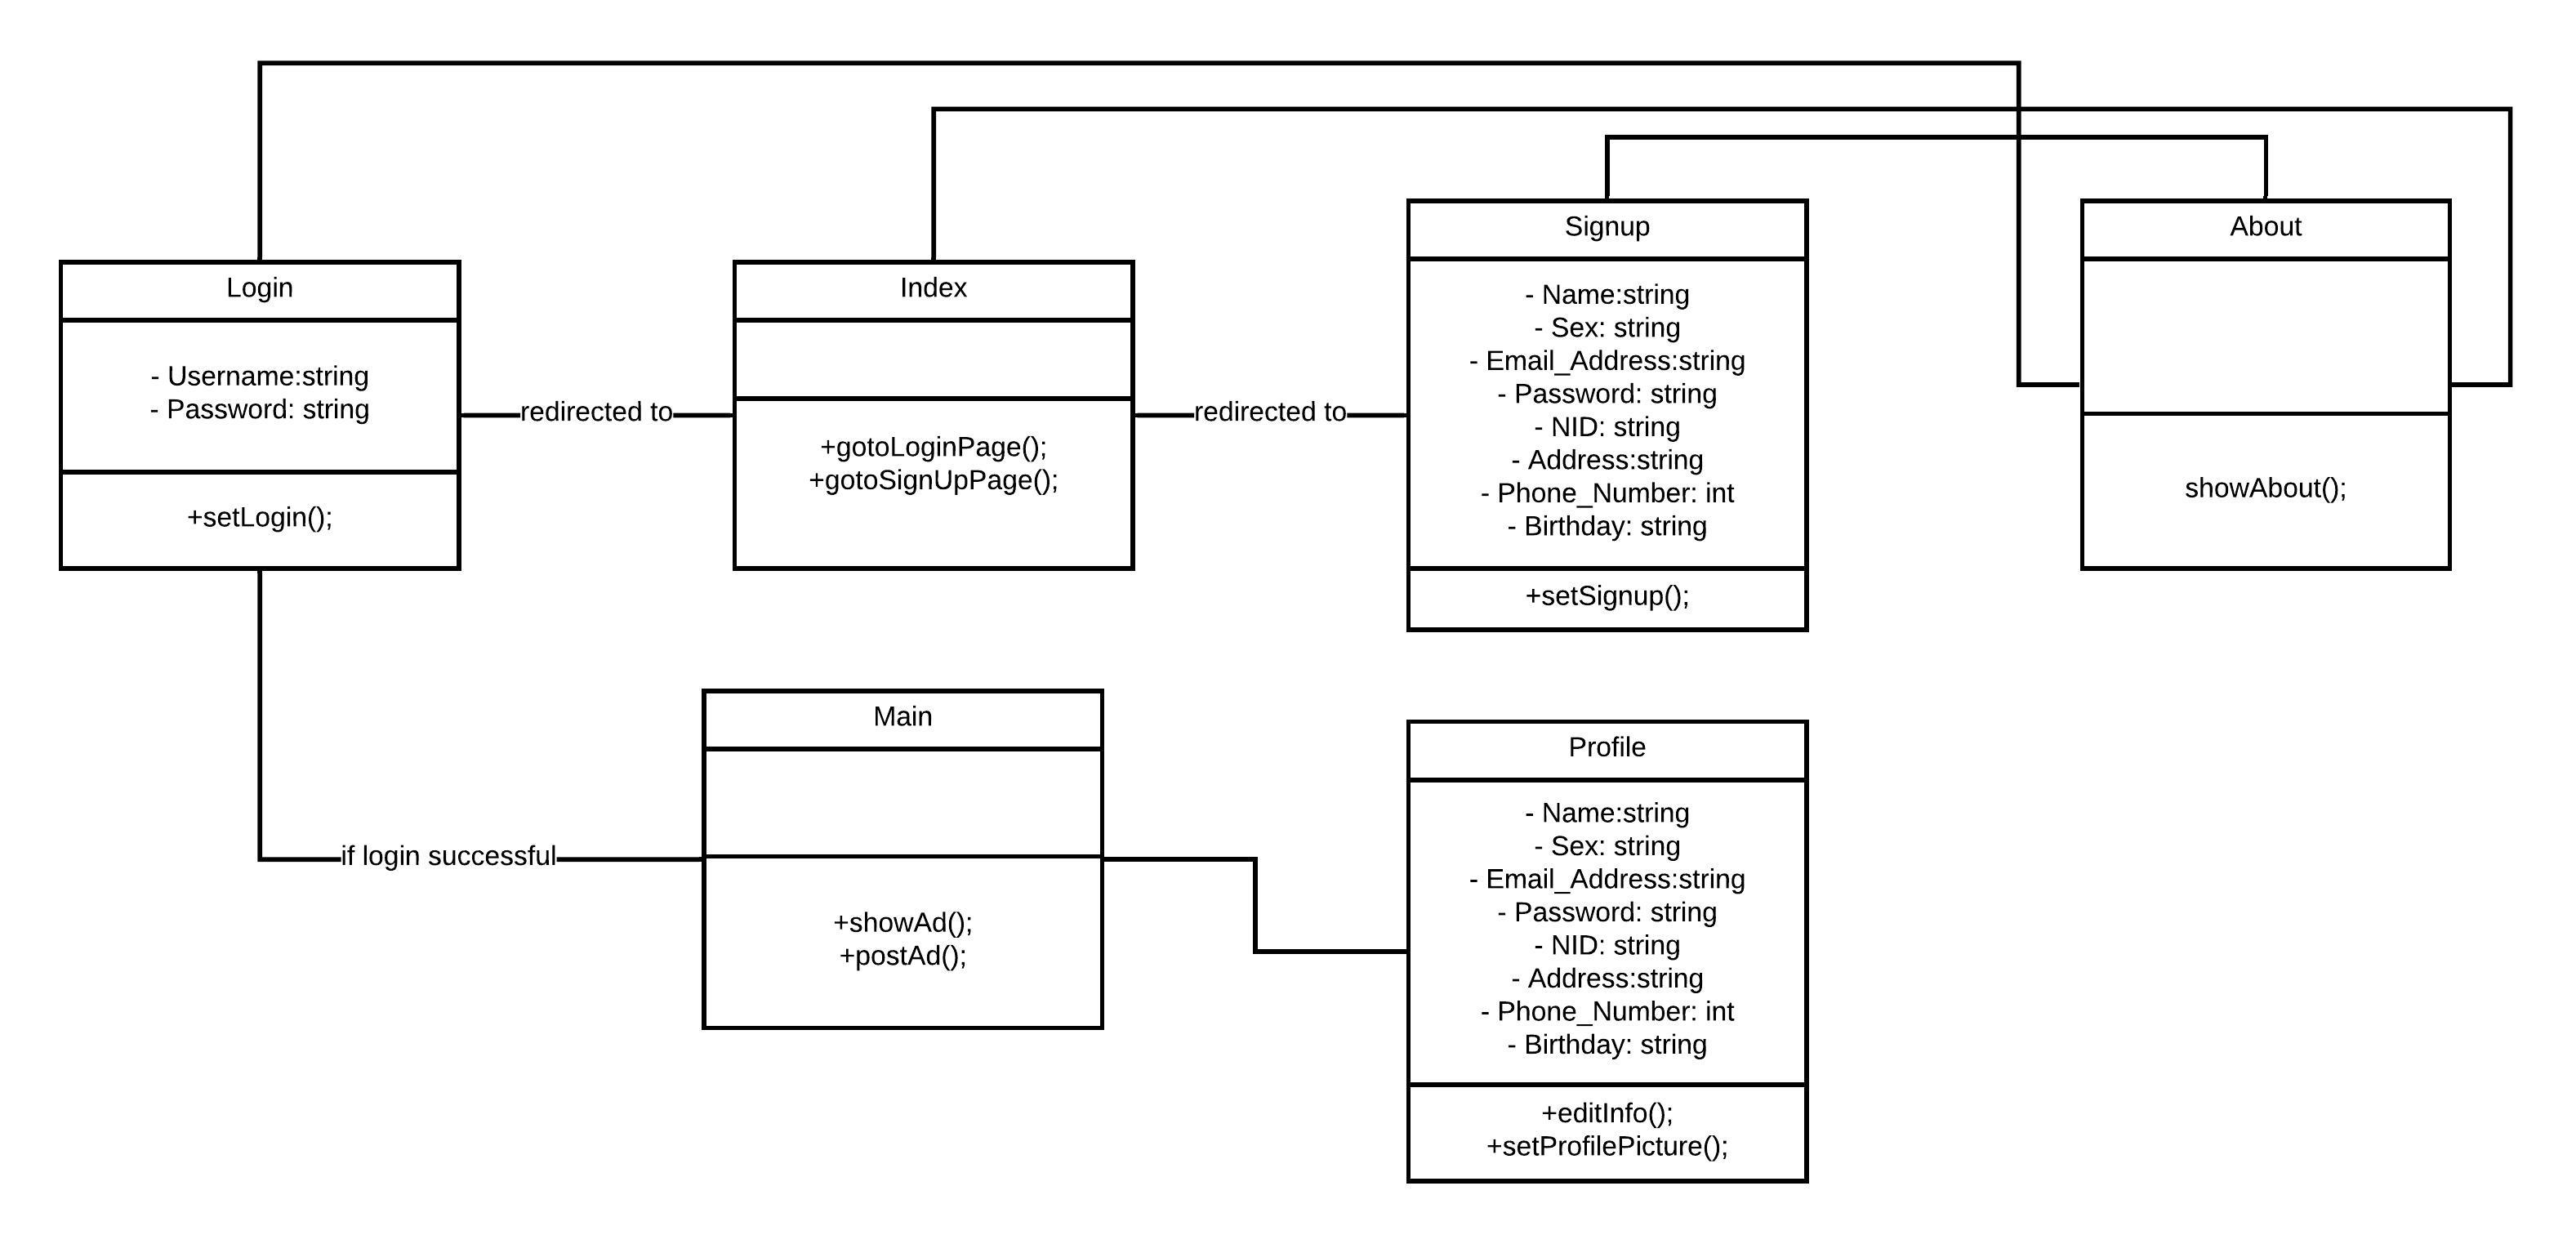 Login
- Username:string
- Password: string
+setLogin();
redirected to
Index
+gotoLoginPage();
+gotoSignUpPage();
redirected to
Signup
- Name:string
- Sex: string
- Email_Address:string
- Password: string
- NID: string
- Address:string
- Phone_Number: int
- Birthday: string
+setSignup();
About
showAbout();
if login successful
Main
+showAd();
+postAd();
Profile
- Name:string
- Sex: string
- Email_Address:string
- Password: string
- NID: string
- Address:string
- Phone_Number: int
- Birthday: string
+editInfo();
+setProfilePicture();